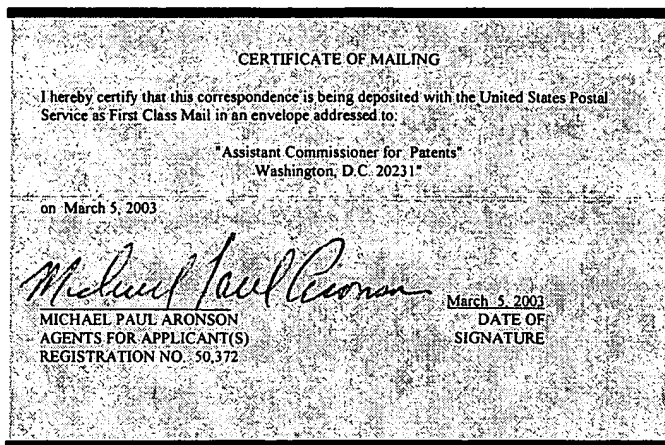 CERTIFICATE OF MAILING
I hereby certify that this correspondence is being deposited with the United States Postal
Service as First Class Mail in an envelope addressed to:
"Assistant Commissioner for Patents"
Washington, D.C. 20231"
on March 5, 2003
Michael Paul Aronson
March 5, 2003
MICHAEL PAUL ARONSON
DATE OF
AGENTS FOR APPLICANT(S)
SIGNATURE
REGISTRATION NO. 50,372